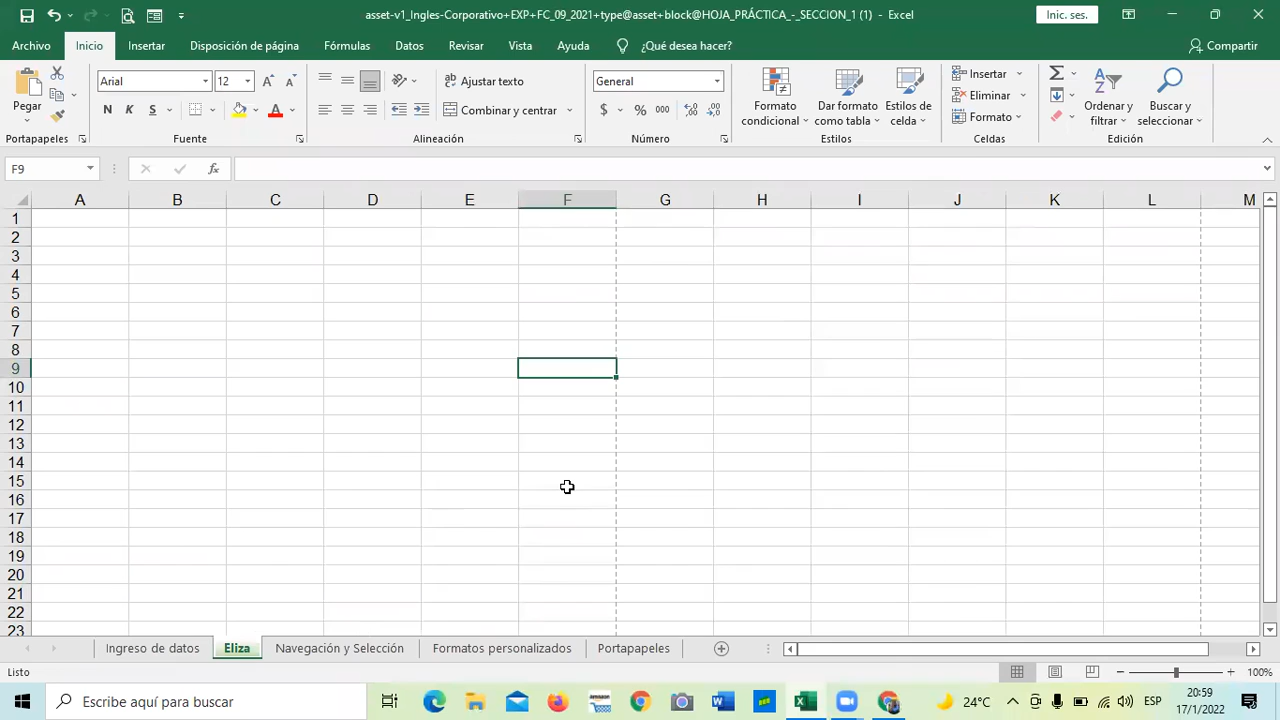 asset-v1_Ingles-Corporativo+EXP+FC_09_2021+type@asset+block@HOJA_PRÁCTICA_-_SECCION_1 (1) - Excel
Inic. ses.
Archivo Inicio Insertar Disposición de página Fórmulas Datos Revisar Vista Ayuda ¿Qué desea hacer? Compartir
Pegar
Arial 12
Ajustar texto
General
Formato condicional
Dar formato como tabla
Estilos de celda
Insertar
Eliminar
Formato
Ordenar y filtrar
Buscar y seleccionar
N K S
Combinar y centrar
$ % 000
Portapapeles Fuente Alineación Número Estilos Celdas Edición
F9 fx
A B C D E F G H I J K L M
1
2
3
4
5
6
7
8
9
10
11
12
13
14
15
16
17
18
19
20
21
22
23
Ingreso de datos Eliza Navegación y Selección Formatos personalizados Portapapeles
Listo 100%
Escibe aquí para buscar
24°C ESP 20:59
17/1/2022